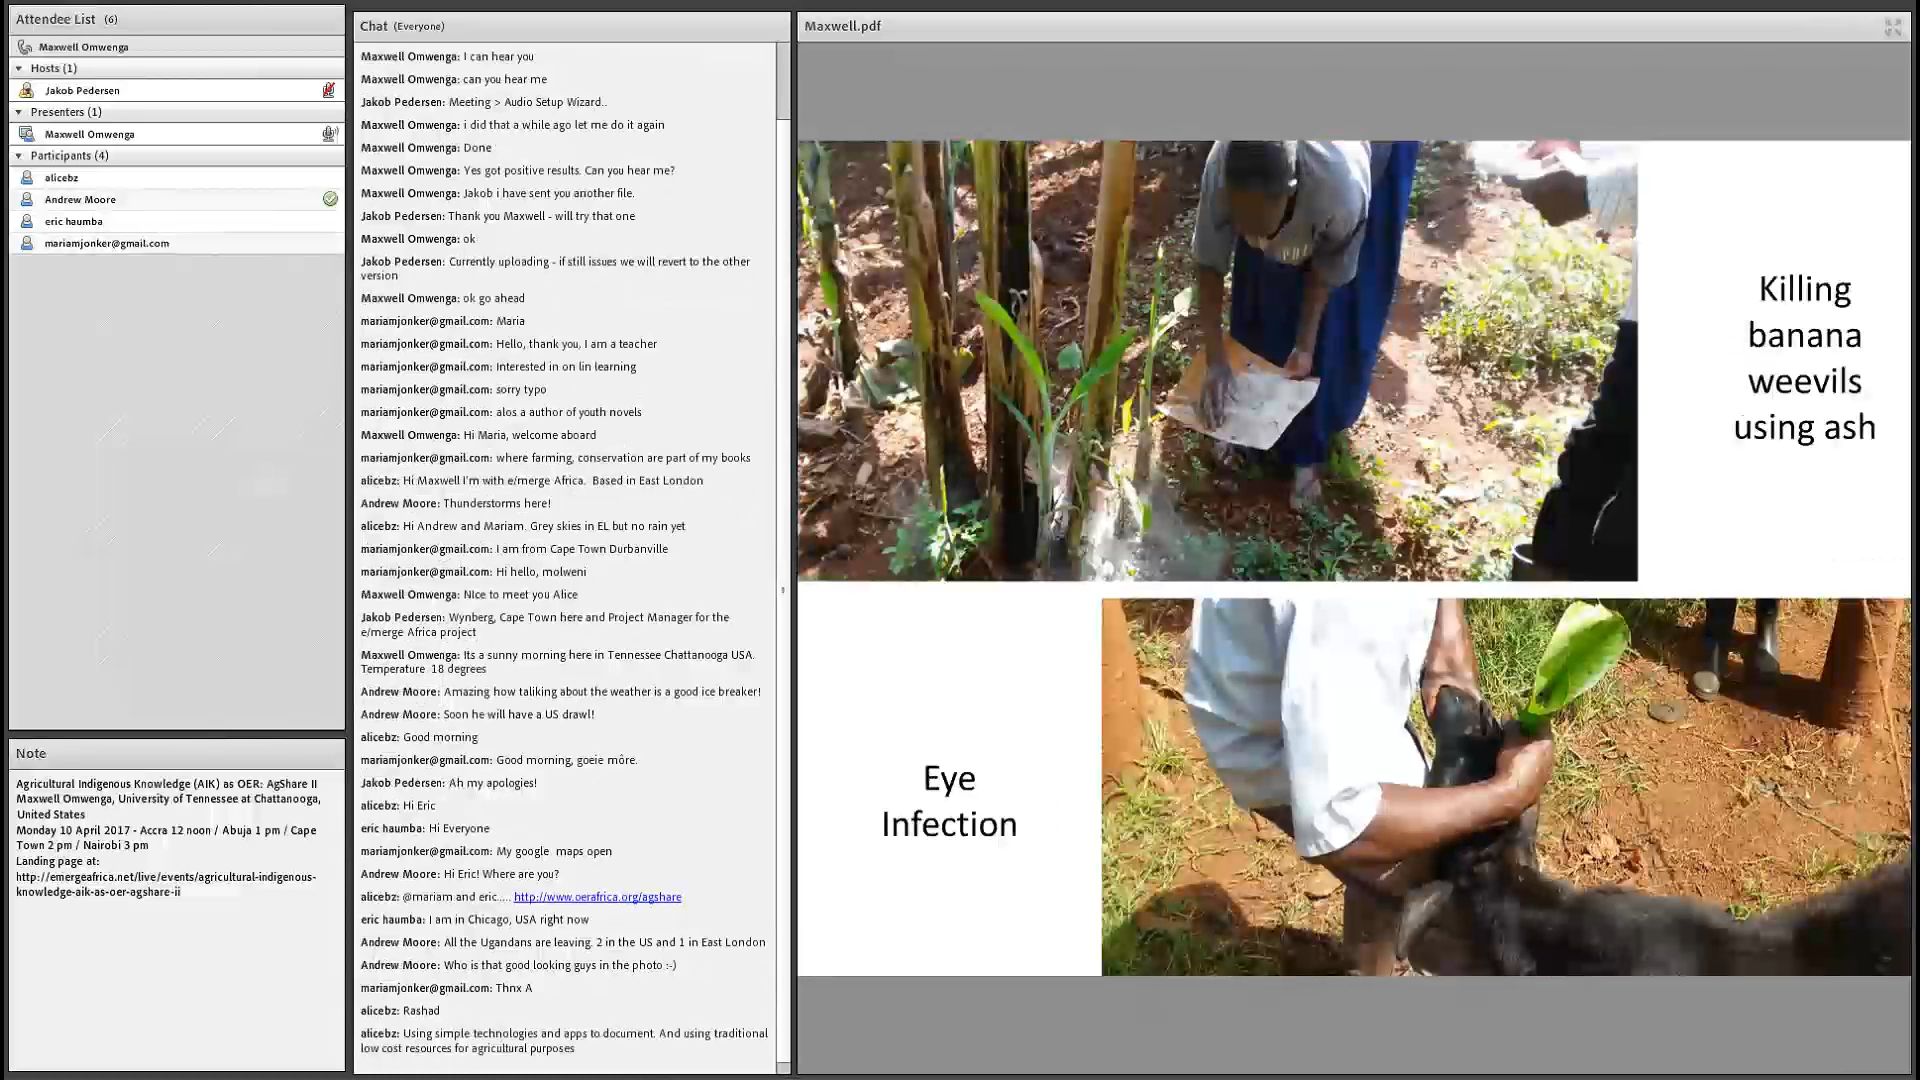 Attendee List (6)
Maxwell Omwenga
Hosts (1)
Jakob Pedersen
Presenters (1)
Maxwell Omwenga
Participants (4)
alicebz
Andrew Moore
eric haumba
mariamjonker@gmail.com
Note
Agricultural Indigenous Knowledge (AIK) as OER: AgShare II
Maxwell Omwenga, University of Tennessee at Chattanooga,
United States
Monday 10 April 2017 - Accra 12 noon / Abuja 1 pm / Cape
Town 2 pm / Nairobi 3 pm
Landing page at:
http://emergeafrica.net/live/events/agricultural-indigenous-
knowledge-aik-as-oer-agshare-ii
Chat (Everyone)
Maxwell Omwenga: I can hear you
Maxwell Omwenga: can you hear me
Jakob Pedersen: Meeting > Audio Setup Wizard..
Maxwell Omwenga: i did that a while ago let me do it again
Maxwell Omwenga: Done
Maxwell Omwenga: Yes got positive results. Can you hear me?
Maxwell Omwenga: Jakob i have sent you another file.
Jakob Pedersen: Thank you Maxwell - will try that one
Maxwell Omwenga: ok
Jakob Pedersen: Currently uploading - if still issues we will revert to the other
version
Maxwell Omwenga: ok go ahead
mariamjonker@gmail.com: Maria
mariamjonker@gmail.com: Hello, thank you, I am a teacher
mariamjonker@gmail.com: Interested in on lin learning
mariamjonker@gmail.com: sorry typo
mariamjonker@gmail.com: alos a author of youth novels
Maxwell Omwenga: Hi Maria, welcome aboard
mariamjonker@gmail.com: where farming, conservation are part of my books
alicebz: Hi Maxwell I'm with e/merge Africa.  Based in East London
Andrew Moore: Thunderstorms here!
alicebz: Hi Andrew and Mariam. Grey skies in EL but no rain yet
mariamjonker@gmail.com: I am from Cape Town Durbanville
mariamjonker@gmail.com: Hi hello, molweni
Maxwell Omwenga: NIce to meet you Alice
Jakob Pedersen: Wynberg, Cape Town here and Project Manager for the
e/merge Africa project
Maxwell Omwenga: Its a sunny morning here in Tennessee Chattanooga USA.
Temperature  18 degrees
Andrew Moore: Amazing how taliking about the weather is a good ice breaker!
Andrew Moore: Soon he will have a US drawl!
alicebz: Good morning
mariamjonker@gmail.com: Good morning, goeie môre.
Jakob Pedersen: Ah my apologies!
alicebz: Hi Eric
eric haumba: Hi Everyone
mariamjonker@gmail.com: My google  maps open
Andrew Moore: Hi Eric! Where are you?
alicebz: @mariam and eric.... http://www.oerafrica.org/agshare
eric haumba: I am in Chicago, USA right now
Andrew Moore: All the Ugandans are leaving. 2 in the US and 1 in East London
Andrew Moore: Who is that good looking guys in the photo :-)
mariamjonker@gmail.com: Thnx A
alicebz: Rashad
alicebz: Using simple technologies and apps to document. And using traditional
low cost resources for agricultural purposes
Maxwell.pdf
Killing
banana
weevils
using ash
Eye
Infection